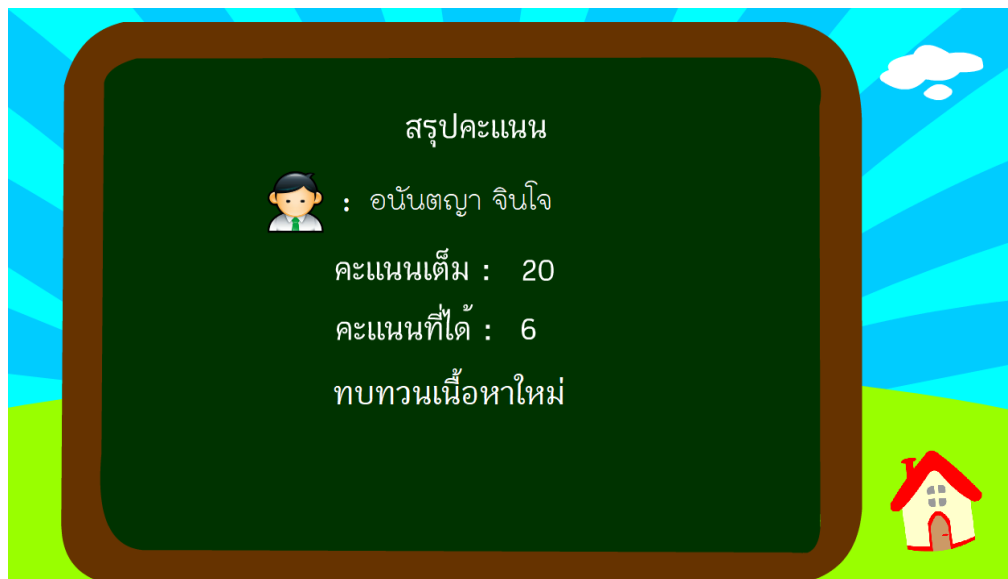 สรุปคะแนน
: อนันตญา จินโจ
คะแนนเต็ม : 20
คะแนนที่ได้ : 6
ทบทวนเนื้อหาใหม่